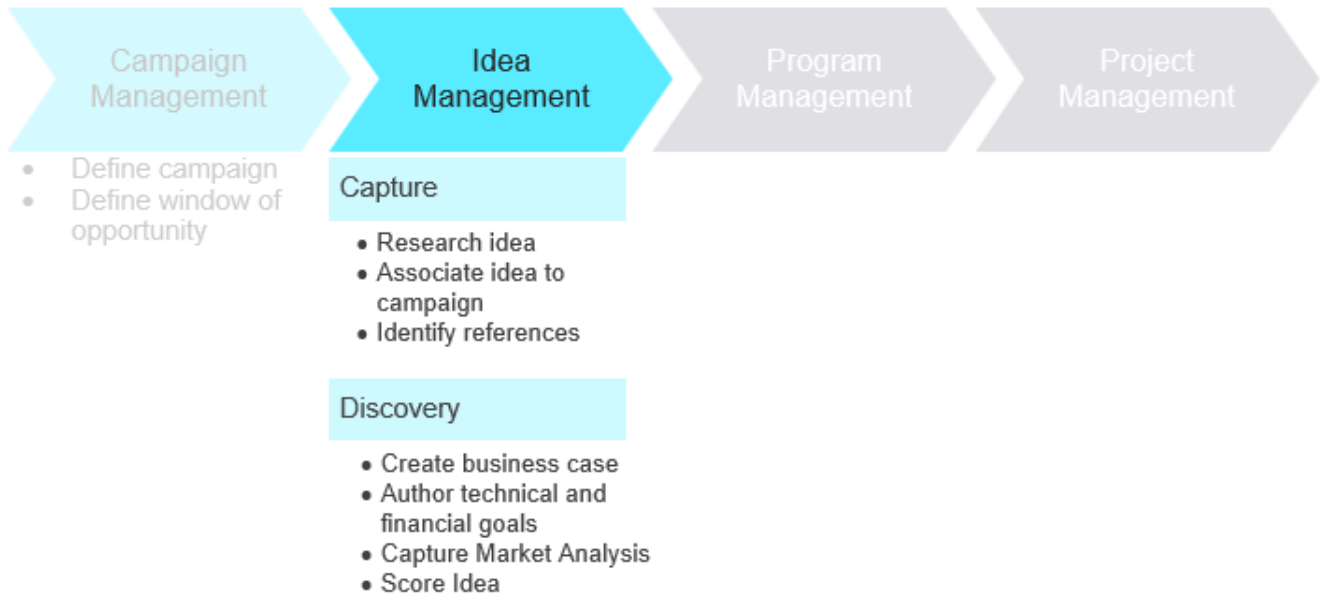 Campaign
Management
Idea
Management
Program
Management
Project
Management
• Define campaign
• Define window of
opportunity
Capture
• Research idea
• Associate idea to
campaign
• Identify references
Discovery
• Create business case
• Author technical and
financial goals
• Capture Market Analysis
• Score Idea